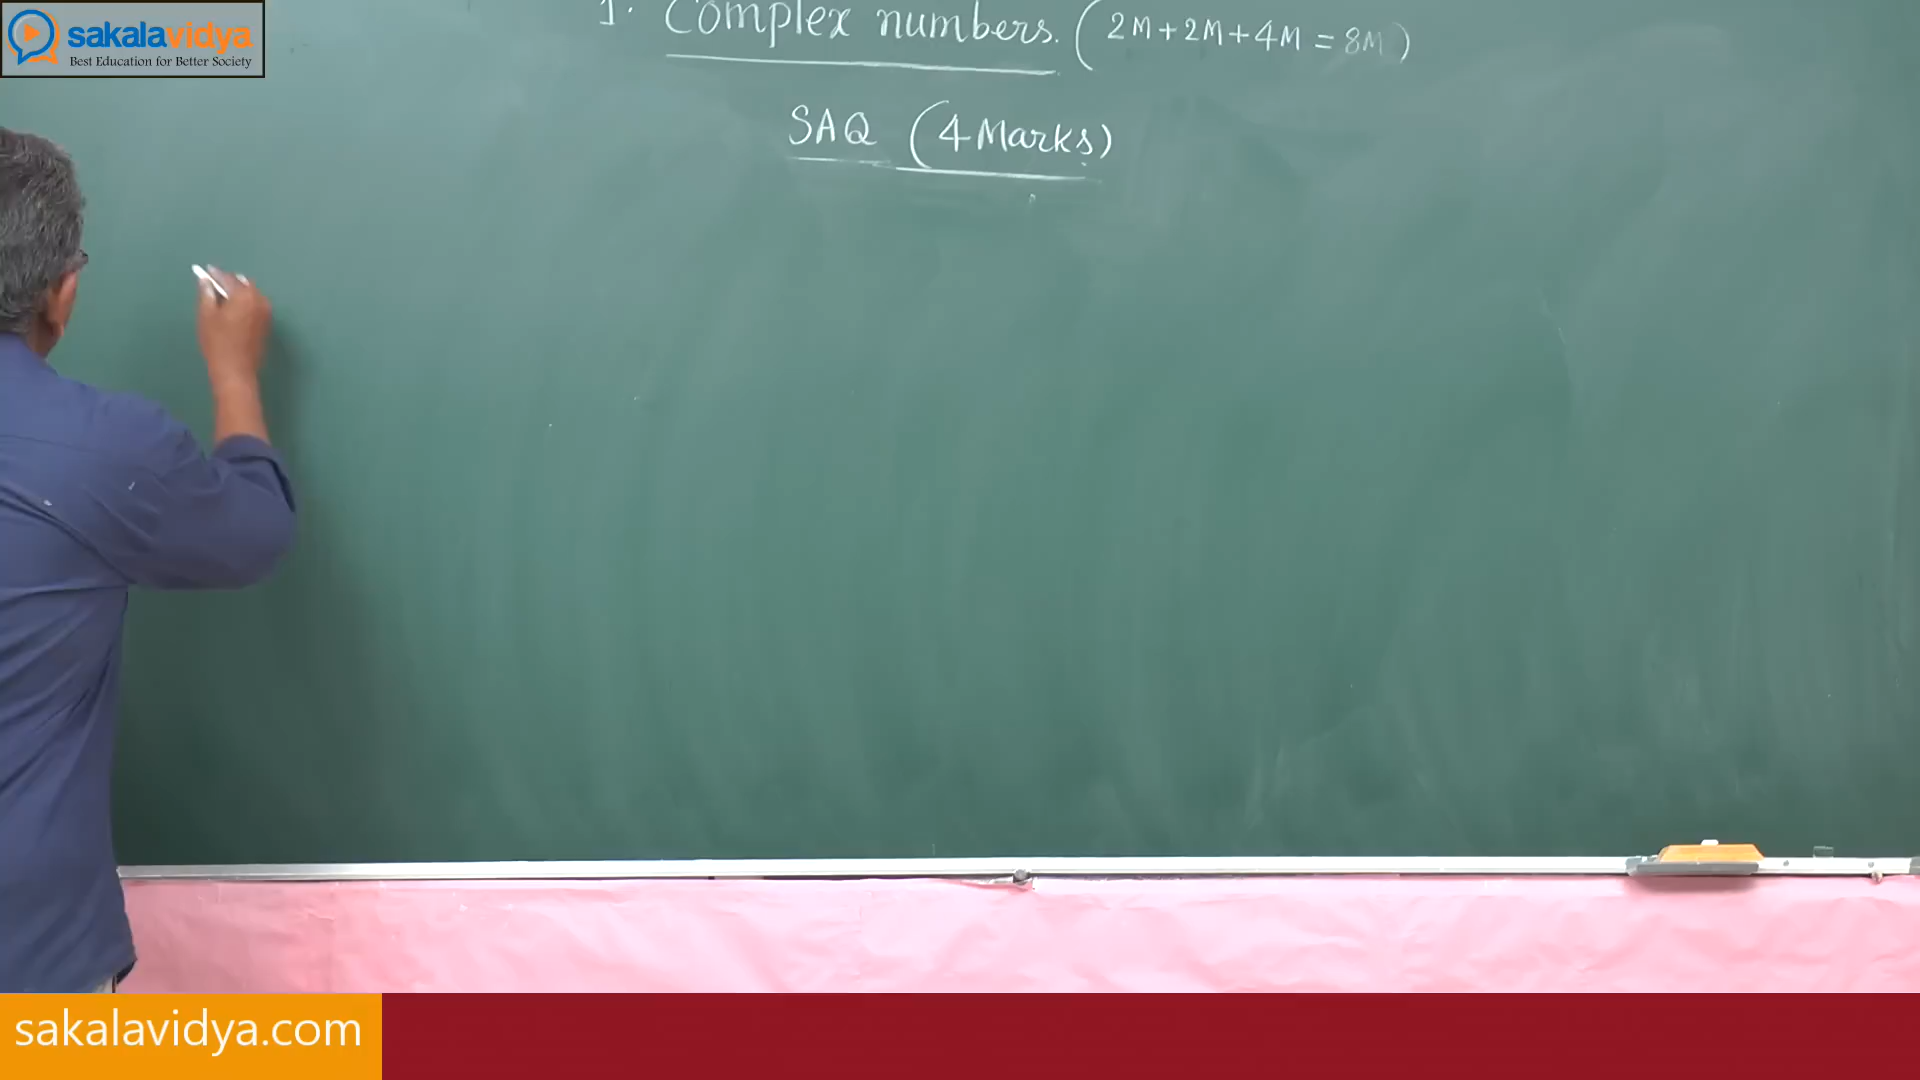 sakalavidya
Best Education for Better Society
1. Complex numbers. (2M+2M+4M = 8M)
SAQ (4 Marks)
sakalavidya.com